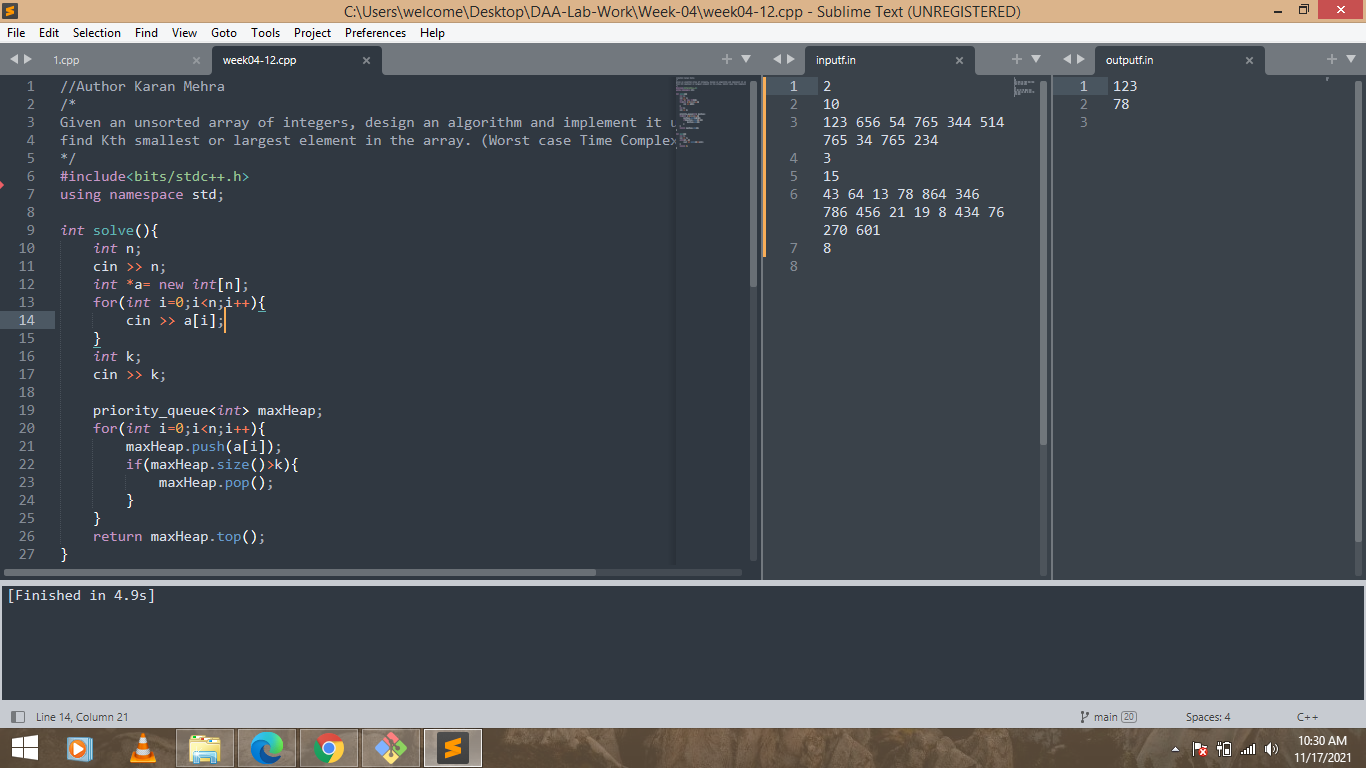 C:\Users\welcome\Desktop\DAA-Lab-Work\Week-04\week04-12.cpp - Sublime Text (UNREGISTERED)
File Edit Selection Find View Goto Tools Project Preferences Help
1.cpp
week04-12.cpp
1 //Author Karan Mehra
2 /*
3 Given an unsorted array of integers, design an algorithm and implement it u
4 find Kth smallest or largest element in the array. (Worst case Time Complex
5 */
6 #include<bits/stdc++.h>
7 using namespace std;
8
9 int solve(){
10 int n;
11 cin >> n;
12 int *a= new int[n];
13 for(int i=0;i<n;i++){
14 cin >> a[i];
15 }
16 int k;
17 cin >> k;
18
19 priority_queue<int> maxHeap;
20 for(int i=0;i<n;i++){
21 maxHeap.push(a[i]);
22 if(maxHeap.size()>k){
23 maxHeap.pop();
24 }
25 }
26 return maxHeap.top();
27 }
inputf.in
1 2
2 10
3 123 656 54 765 344 514
765 34 765 234
4 3
5 15
6 43 64 13 78 864 346
786 456 21 19 8 434 76
270 601
7 8
8
outputf.in
1 123
2 78
3
[Finished in 4.9s]
Line 14, Column 21
main 20
Spaces: 4
C++
10:30 AM
11/17/2021